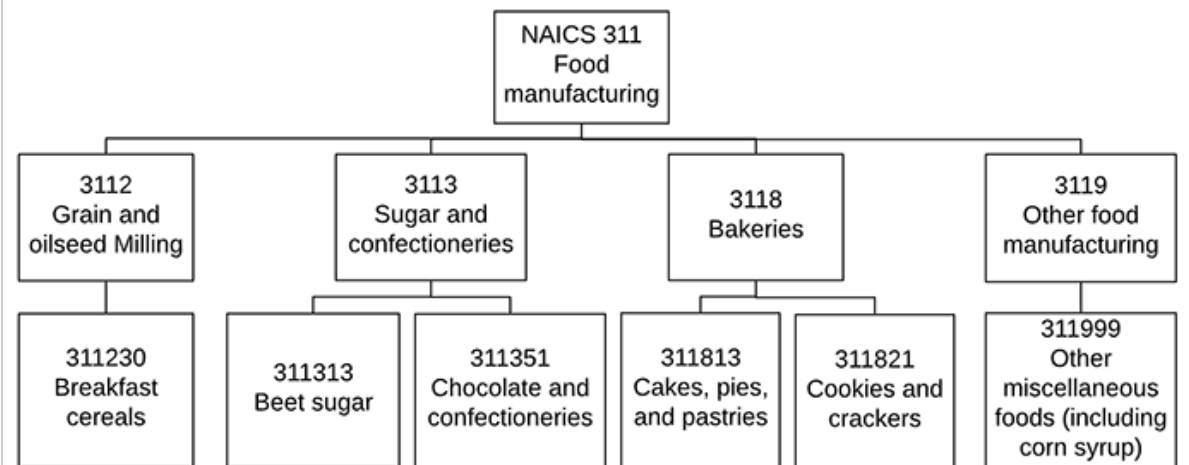 NAICS 311
Food
manufacturing
3112
Grain and
oilseed Milling
3113
Sugar and
confectioneries
3118
Bakeries
3119
Other food
manufacturing
311230
Breakfast
cereals
311313
Beet sugar
311351
Chocolate and
confectioneries
311813
Cakes, pies,
and pastries
311821
Cookies and
crackers
311999
Other
miscellaneous
foods (including
corn syrup)